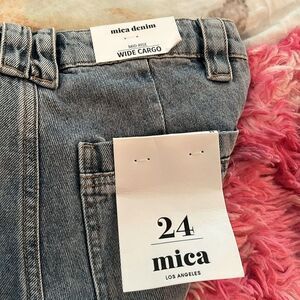 mica denim
MID-RISE
WIDE CARGO
24
mica
LOS ANGELES